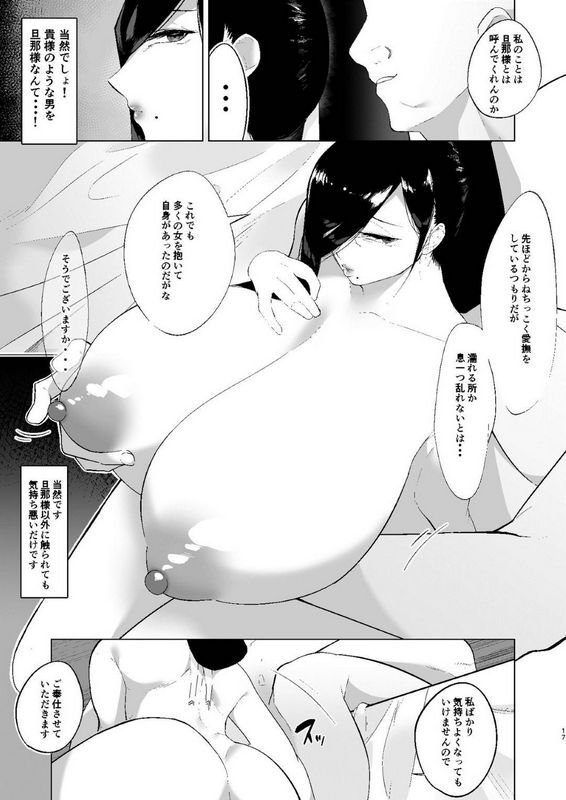 私のことは
旦那様とは
呼んでくれんのか
・・・
当然でしょ！
貴様のような男を
旦那様なんて・・・！
先ほどからねちっこく愛撫を
しているつもりだが
濡れる所か
息一つ乱れないとは・・・
これでも
多くの女を抱いて
自身があったのだがな
そうでございますか・・・
当然です
旦那様以外に触られても
気持ち悪いだけです
私ばかり
気持ちよくなっても
いけませんので
ズッ
ご奉仕させて
いただきます
17